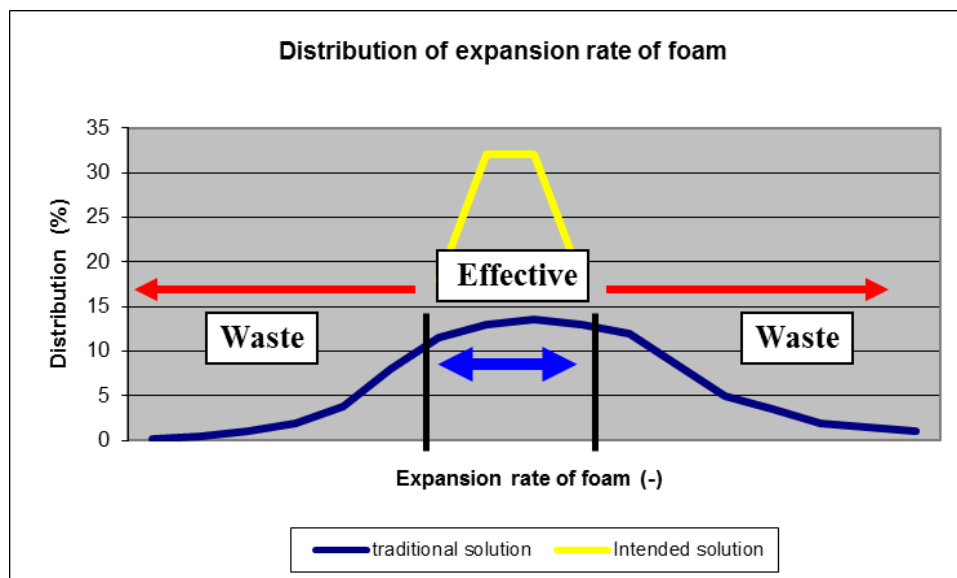 Distribution of expansion rate of foam
Distribution (%)
35
30
25
20
15
10
5
0
Effective
Waste
Waste
Expansion rate of foam (-)
traditional solution
Intended solution